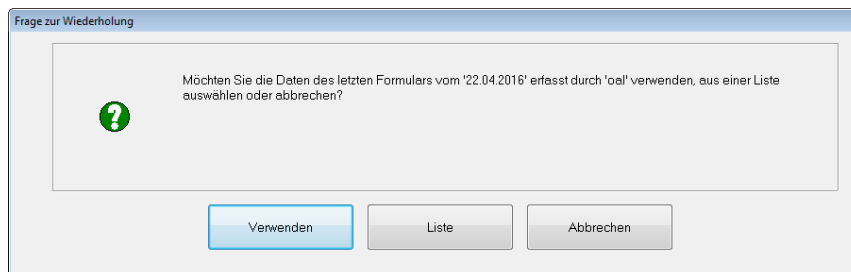 Frage zur Wiederholung
Möchten Sie die Daten des letzten Formulars vom '22.04.2016' erfasst durch 'oal' verwenden, aus einer Liste
auswählen oder abbrechen?
Verwenden
Liste
Abbrechen